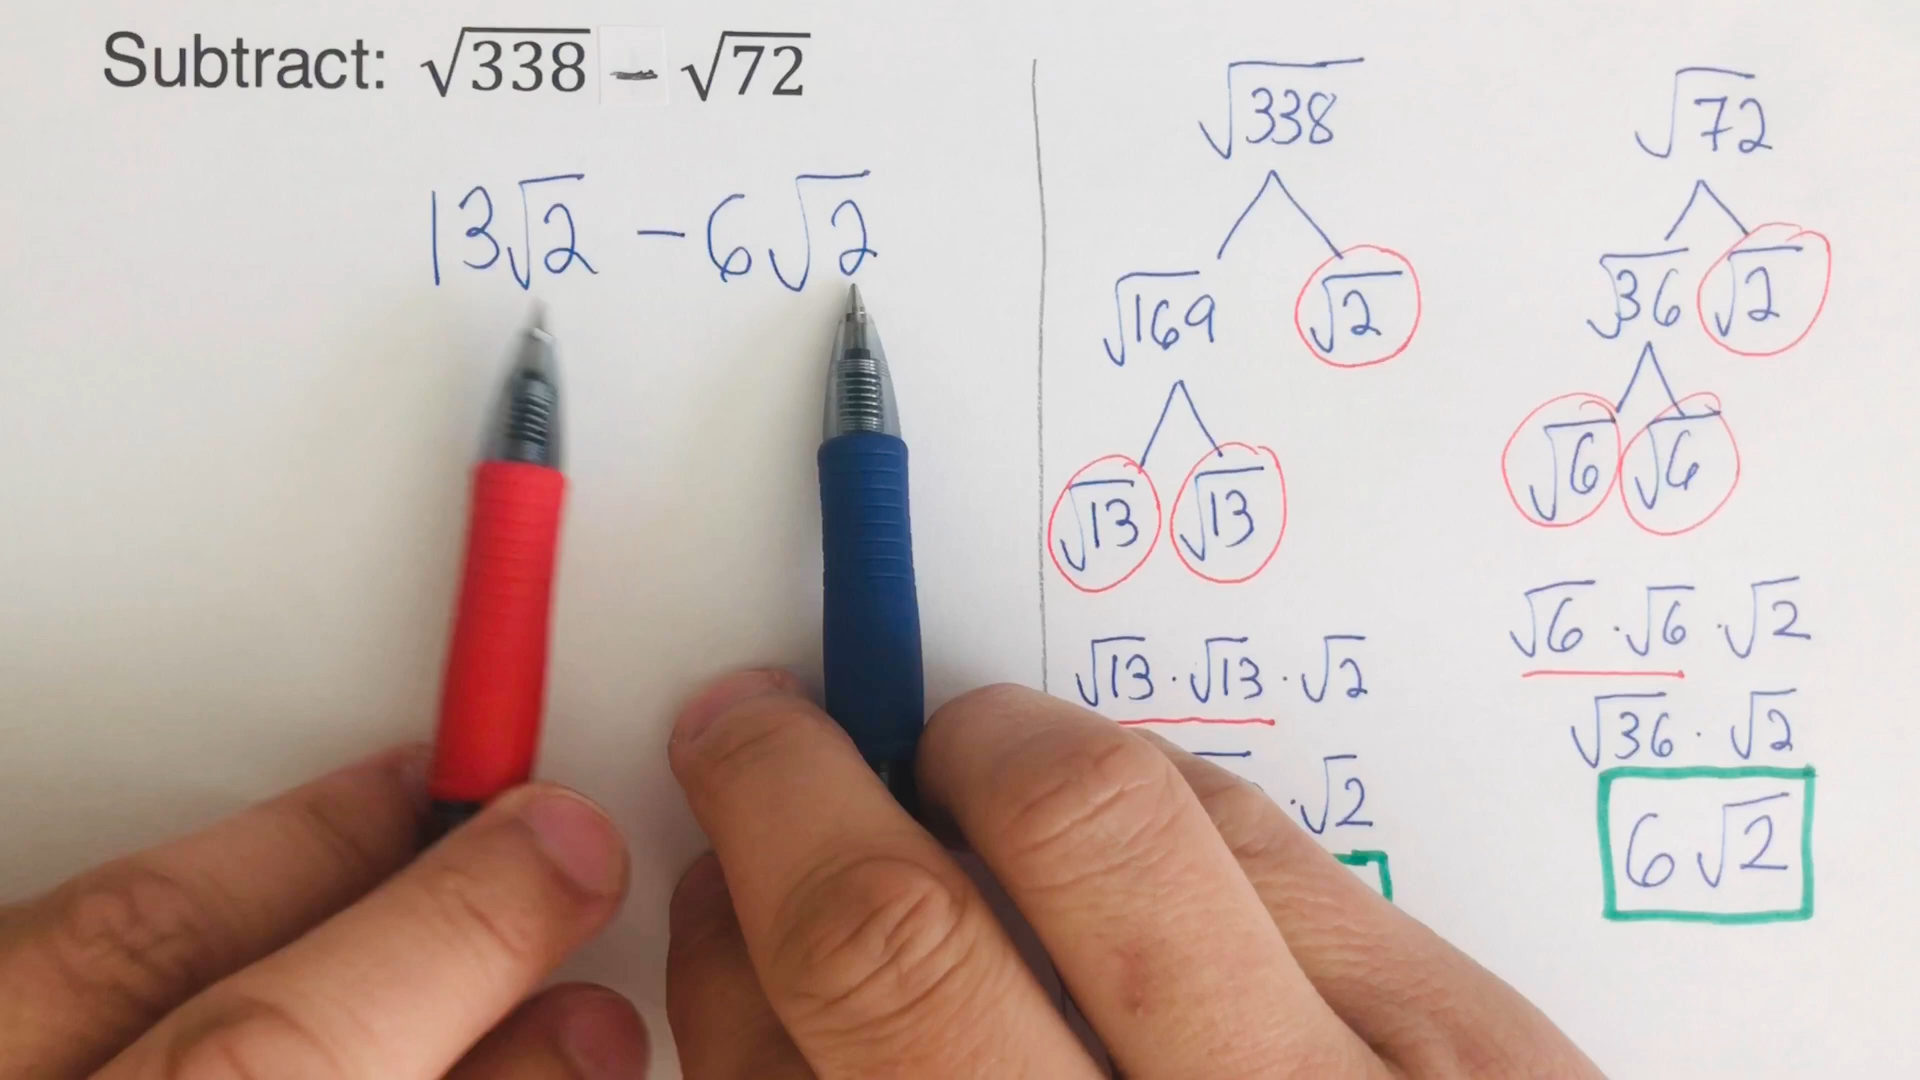 Subtract: √338 - √72
13√2 - 6√2
√338
√169 √2
√13 √13
√13 · √13 · √2
· √2
√72
√36 √2
√6 √6
√6 · √6 · √2
√36 · √2
6√2